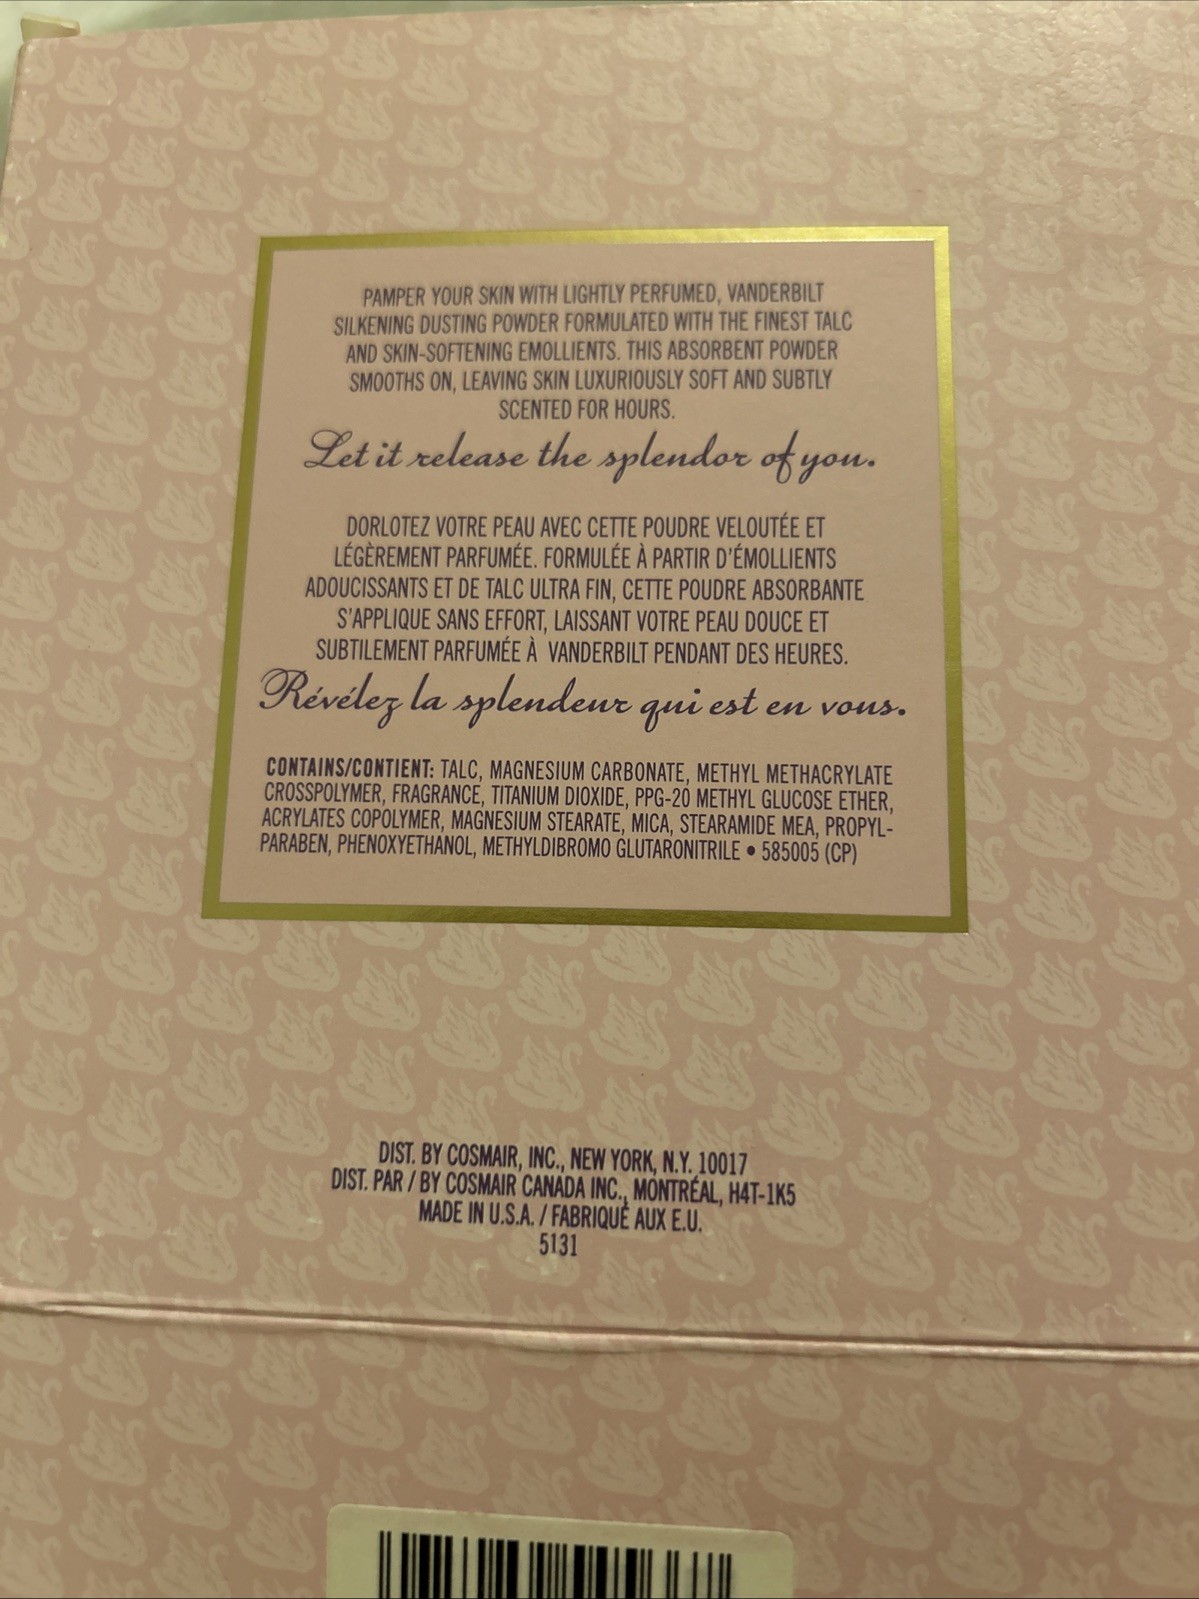 PAMPER YOUR SKIN WITH LIGHTLY PERFUMED, VANDERBILT
SILKENING DUSTING POWDER FORMULATED WITH THE FINEST TALC
AND SKIN-SOFTENING EMOLLIENTS. THIS ABSORBENT POWDER
SMOOTHS ON, LEAVING SKIN LUXURIOUSLY SOFT AND SUBTLY
SCENTED FOR HOURS.
Let it release the splendor of you.
DORLOTEZ VOTRE PEAU AVEC CETTE POUDRE VELOUTÉE ET
LÉGÈREMENT PARFUMÉE. FORMULÉE À PARTIR D'ÉMOLLIENTS
ADOUCISSANTS ET DE TALC ULTRA FIN, CETTE POUDRE ABSORBANTE
S'APPLIQUE SANS EFFORT, LAISSANT VOTRE PEAU DOUCE ET
SUBTILEMENT PARFUMÉE À VANDERBILT PENDANT DES HEURES.
Révélez la splendeur qui est en vous.
CONTAINS/CONTIENT: TALC, MAGNESIUM CARBONATE, METHYL METHACRYLATE
CROSSPOLYMER, FRAGRANCE, TITANIUM DIOXIDE, PPG-20 METHYL GLUCOSE ETHER,
ACRYLATES COPOLYMER, MAGNESIUM STEARATE, MICA, STEARAMIDE MEA, PROPYL-
PARABEN, PHENOXYETHANOL, METHYLDIBROMO GLUTARONITRILE • 585005 (CP)
DIST. BY COSMAIR, INC., NEW YORK, N.Y. 10017
DIST. PAR / BY COSMAIR CANADA INC., MONTRÉAL, H4T-1K5
MADE IN U.S.A. / FABRIQUÉ AUX E.U.
5131